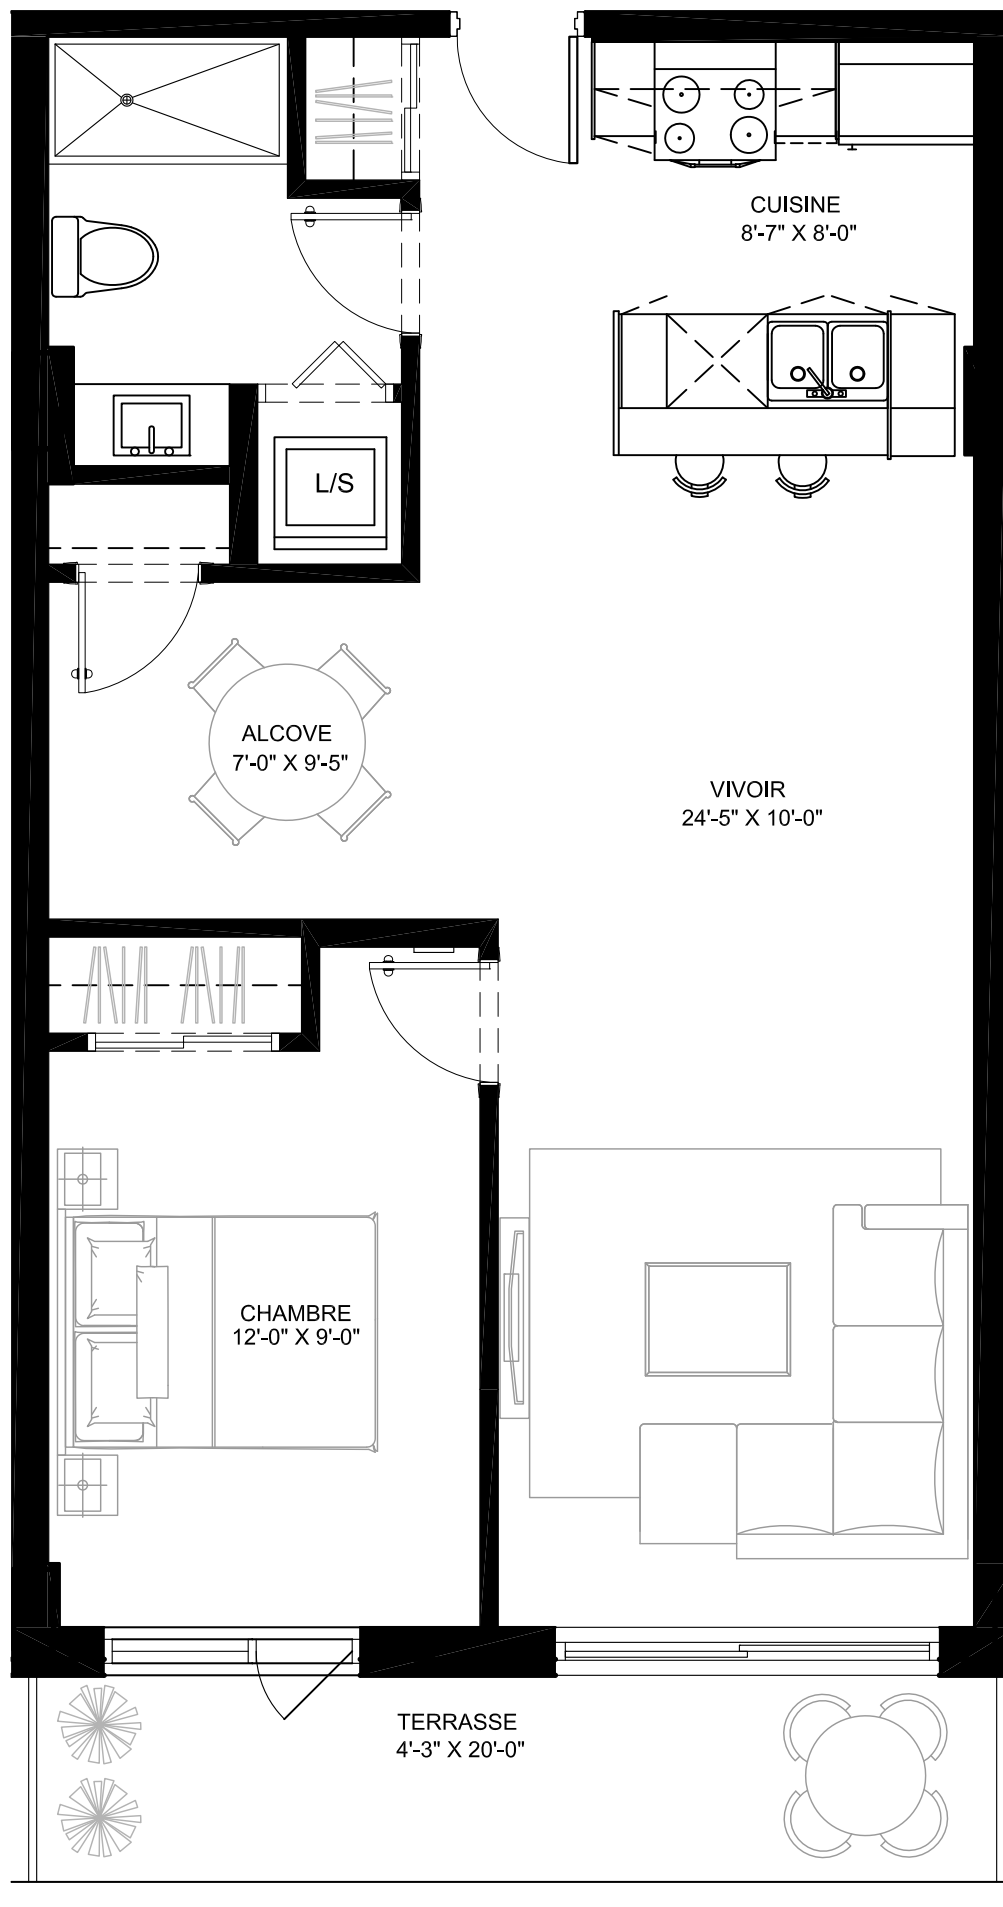 CUISINE
8'-7" X 8'-0"
L/S
ALCOVE
7'-0" X 9'-5"
VIVOIR
24'-5" X 10'-0"
CHAMBRE
12'-0" X 9'-0"
TERRASSE
4'-3" X 20'-0"